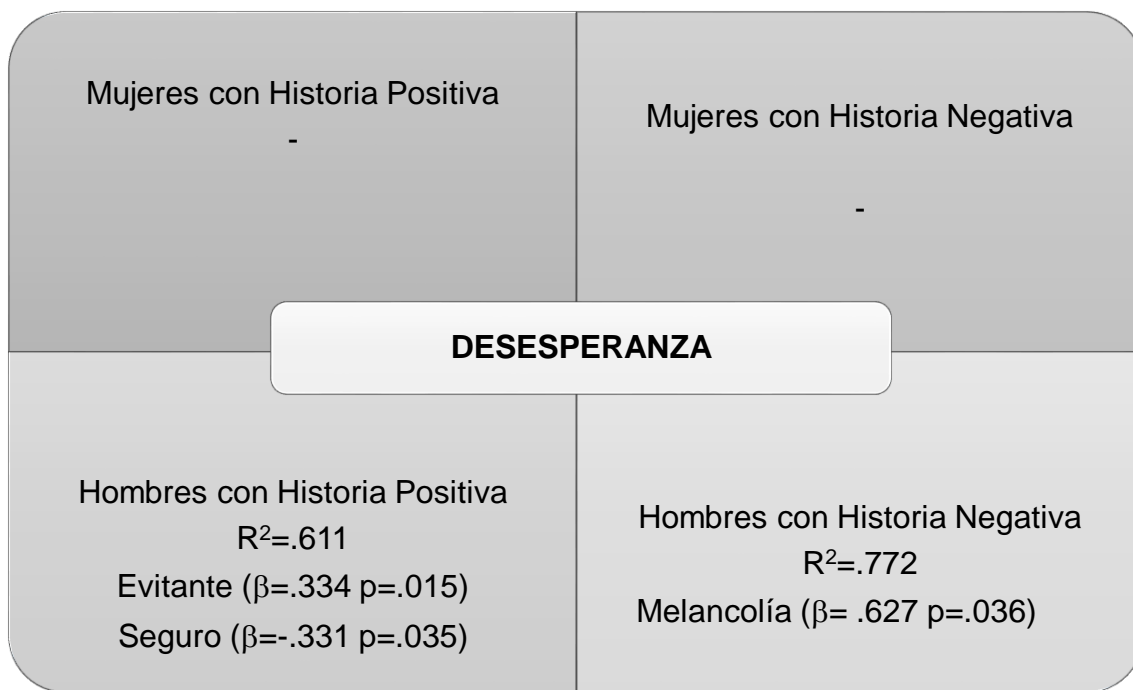 Mujeres con Historia Positiva
-
Mujeres con Historia Negativa
-
DESESPERANZA
Hombres con Historia Positiva
R²=.611
Evitante (β=.334 p=.015)
Seguro (β=-.331 p=.035)
Hombres con Historia Negativa
R²=.772
Melancolía (β= .627 p=.036)